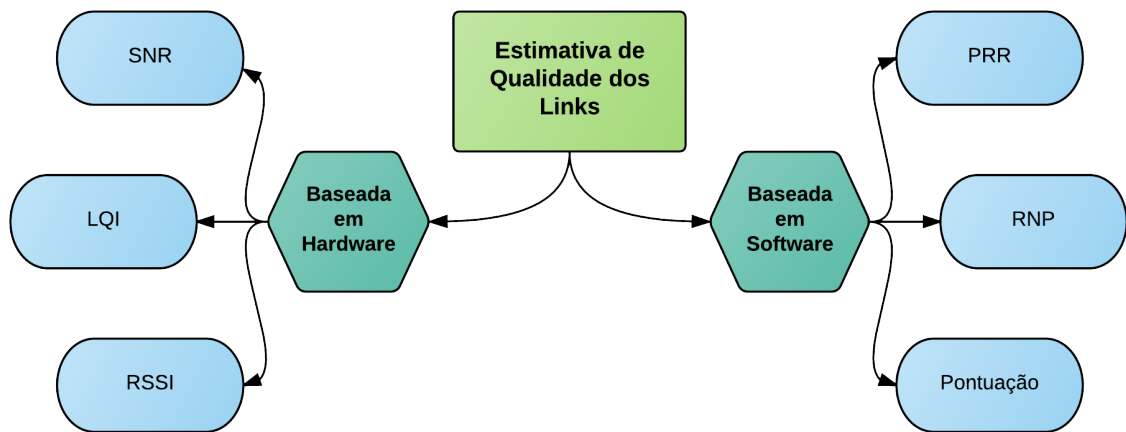 Estimativa de
Qualidade dos
Links
Baseada
em
Hardware
SNR
LQI
RSSI
Baseada
em
Software
PRR
RNP
Pontuação